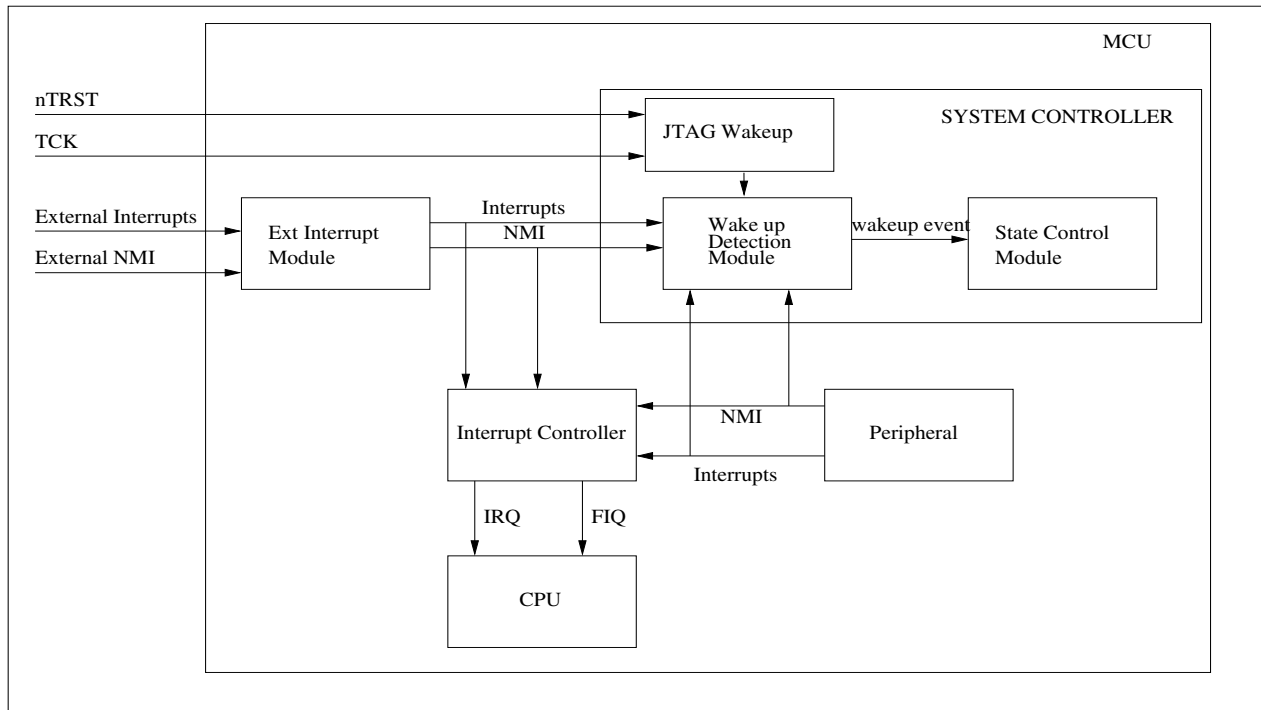 MCU
nTRST
SYSTEM CONTROLLER
TCK
JTAG Wakeup
External Interrupts
Interrupts
Ext Interrupt
Module
NMI
Wake up
Detection
Module
wakeup event
State Control
Module
External NMI
NMI
Interrupt Controller
Peripheral
Interrupts
IRQ
FIQ
CPU